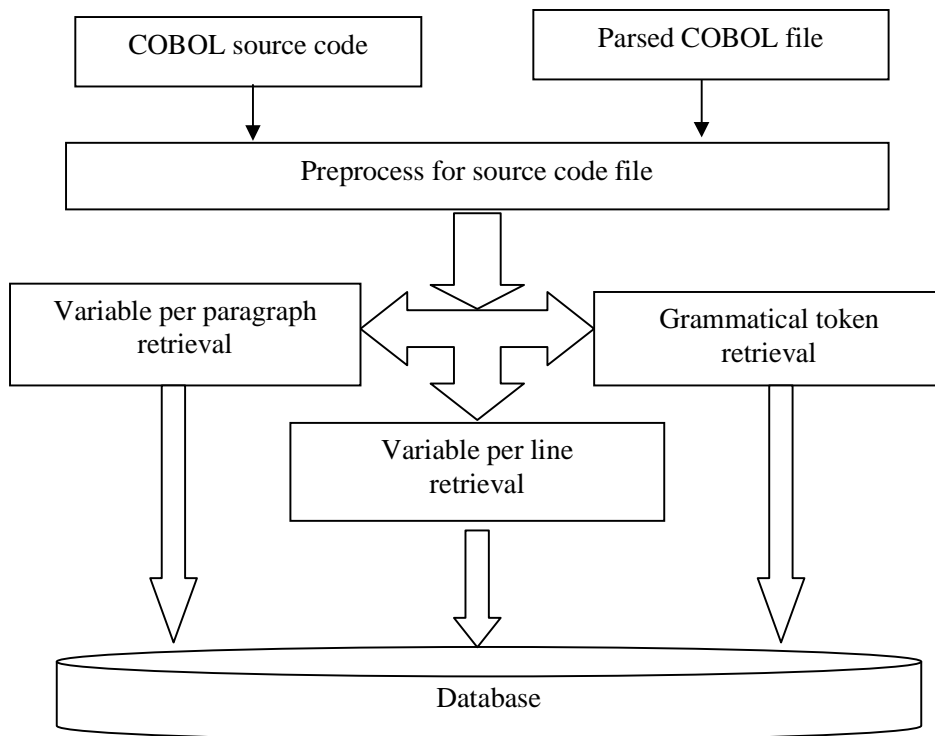 COBOL source code
Parsed COBOL file
Preprocess for source code file
Variable per paragraph
retrieval
Grammatical token
retrieval
Variable per line
retrieval
Database